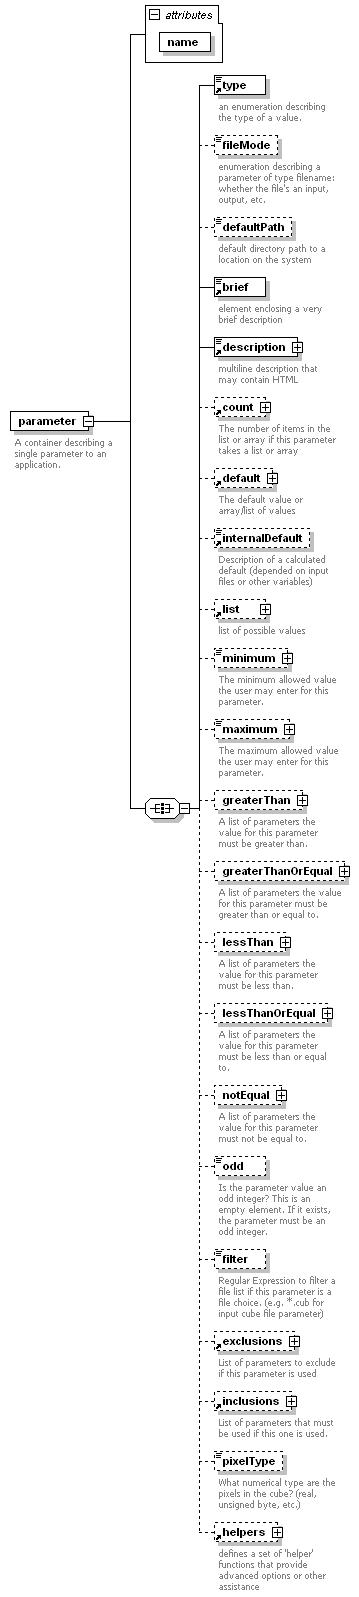 attributes
name
type
an enumeration describing
the type of a value.
fileMode
enumeration describing a
parameter of type filename:
whether the file's an input,
output, etc.
defaultPath
default directory path to a
location on the system
brief
element enclosing a very
brief description
description
multiline description that
may contain HTML
parameter
A container describing a
single parameter to an
application.
count
The number of items in the
list or array if this parameter
takes a list or array
default
The default value or
array/list of values
internalDefault
Description of a calculated
default (depended on input
files or other variables)
list
list of possible values
minimum
The minimum allowed value
the user may enter for this
parameter.
maximum
The maximum allowed value
the user may enter for this
parameter.
greaterThan
A list of parameters the
value for this parameter
must be greater than.
greaterThanOrEqual
A list of parameters the value
for this parameter must be
greater than or equal to.
lessThan
A list of parameters the
value for this parameter
must be less than.
lessThanOrEqual
A list of parameters the
value for this parameter
must be less than or equal
to.
notEqual
A list of parameters the
value for this parameter
must not be equal to.
odd
Is the parameter value an
odd integer? This is an
empty element. If it exists,
the parameter must be an
odd integer.
filter
Regular Expression to filter a
file list if this parameter is a
file choice. (e.g. *.cub for
input cube file parameter)
exclusions
List of parameters to exclude
if this parameter is used
inclusions
List of parameters that must
be used if this one is used.
pixelType
What numerical type are the
pixels in the cube? (real,
unsigned byte, etc.)
helpers
defines a set of 'helper'
functions that provide
advanced options or other
assistance